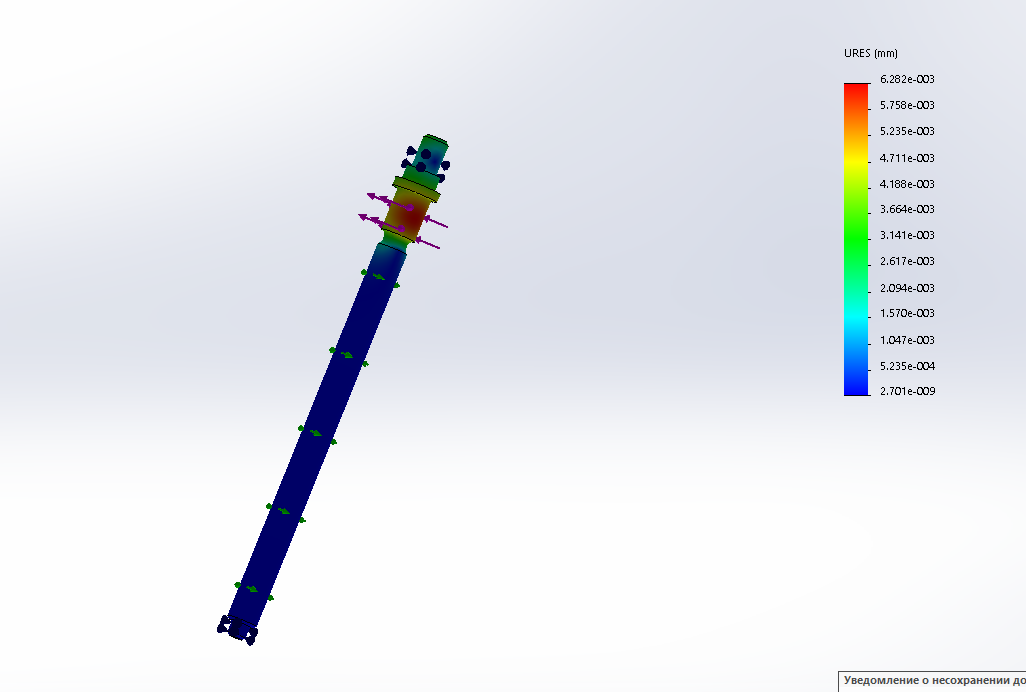 URES (mm)
6.282e-003
5.758e-003
5.235e-003
4.711e-003
4.188e-003
3.664e-003
3.141e-003
2.617e-003
2.094e-003
1.570e-003
1.047e-003
5.235e-004
2.701e-009
Уведомление о несохранении до